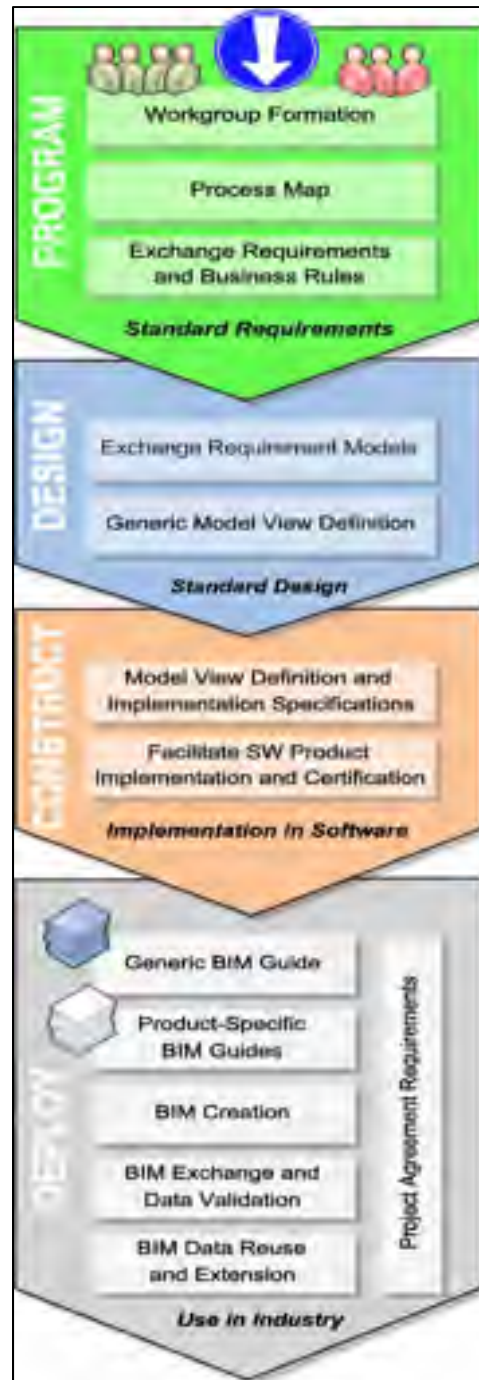 PROGRAM
Workgroup Formation
Process Map
Exchange Requirements
and Business Rules
Standard Requirements
DESIGN
Exchange Requirement Models
Generic Model View Definition
Standard Design
CONSTRUCT
Model View Definition and
Implementation Specifications
Facilitate SW Product
Implementation and Certification
Implementation in Software
DEPLOY
Generic BIM Guide
Product-Specific
BIM Guides
BIM Creation
BIM Exchange and
Data Validation
BIM Data Reuse
and Extension
Project Agreement Requirements
Use in Industry